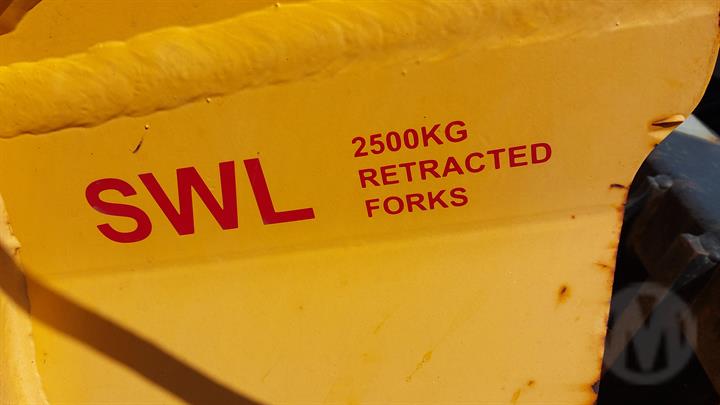 SWL
2500KG
RETRACTED
FORKS
M